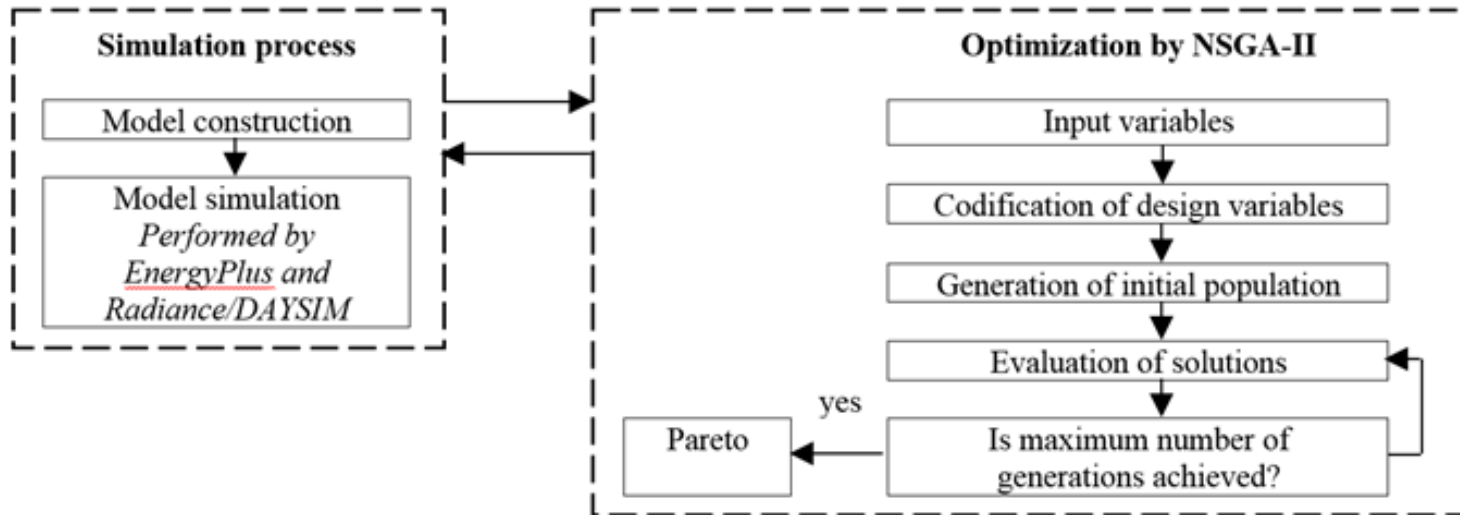 Simulation process
Model construction
Model simulation
Performed by
EnergyPlus and
Radiance/DAYSIM
Optimization by NSGA-II
Input variables
Codification of design variables
Generation of initial population
Evaluation of solutions
yes
Pareto
Is maximum number of
generations achieved?